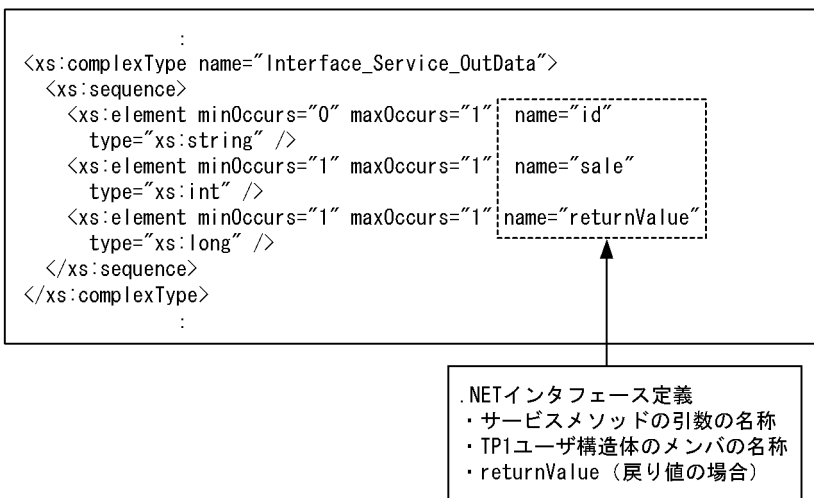 :
<xs:complexType name="Interface_Service_OutData">
<xs:sequence>
<xs:element minOccurs="0" maxOccurs="1" name="id"
type="xs:string" />
<xs:element minOccurs="1" maxOccurs="1" name="sale"
type="xs:int" />
<xs:element minOccurs="1" maxOccurs="1" name="returnValue"
type="xs:long" />
</xs:sequence>
</xs:complexType>
:
.NETインタフェース定義
・サービスメソッドの引数の名称
・TP1ユーザ構造体のメンバの名称
・returnValue（戻り値の場合）